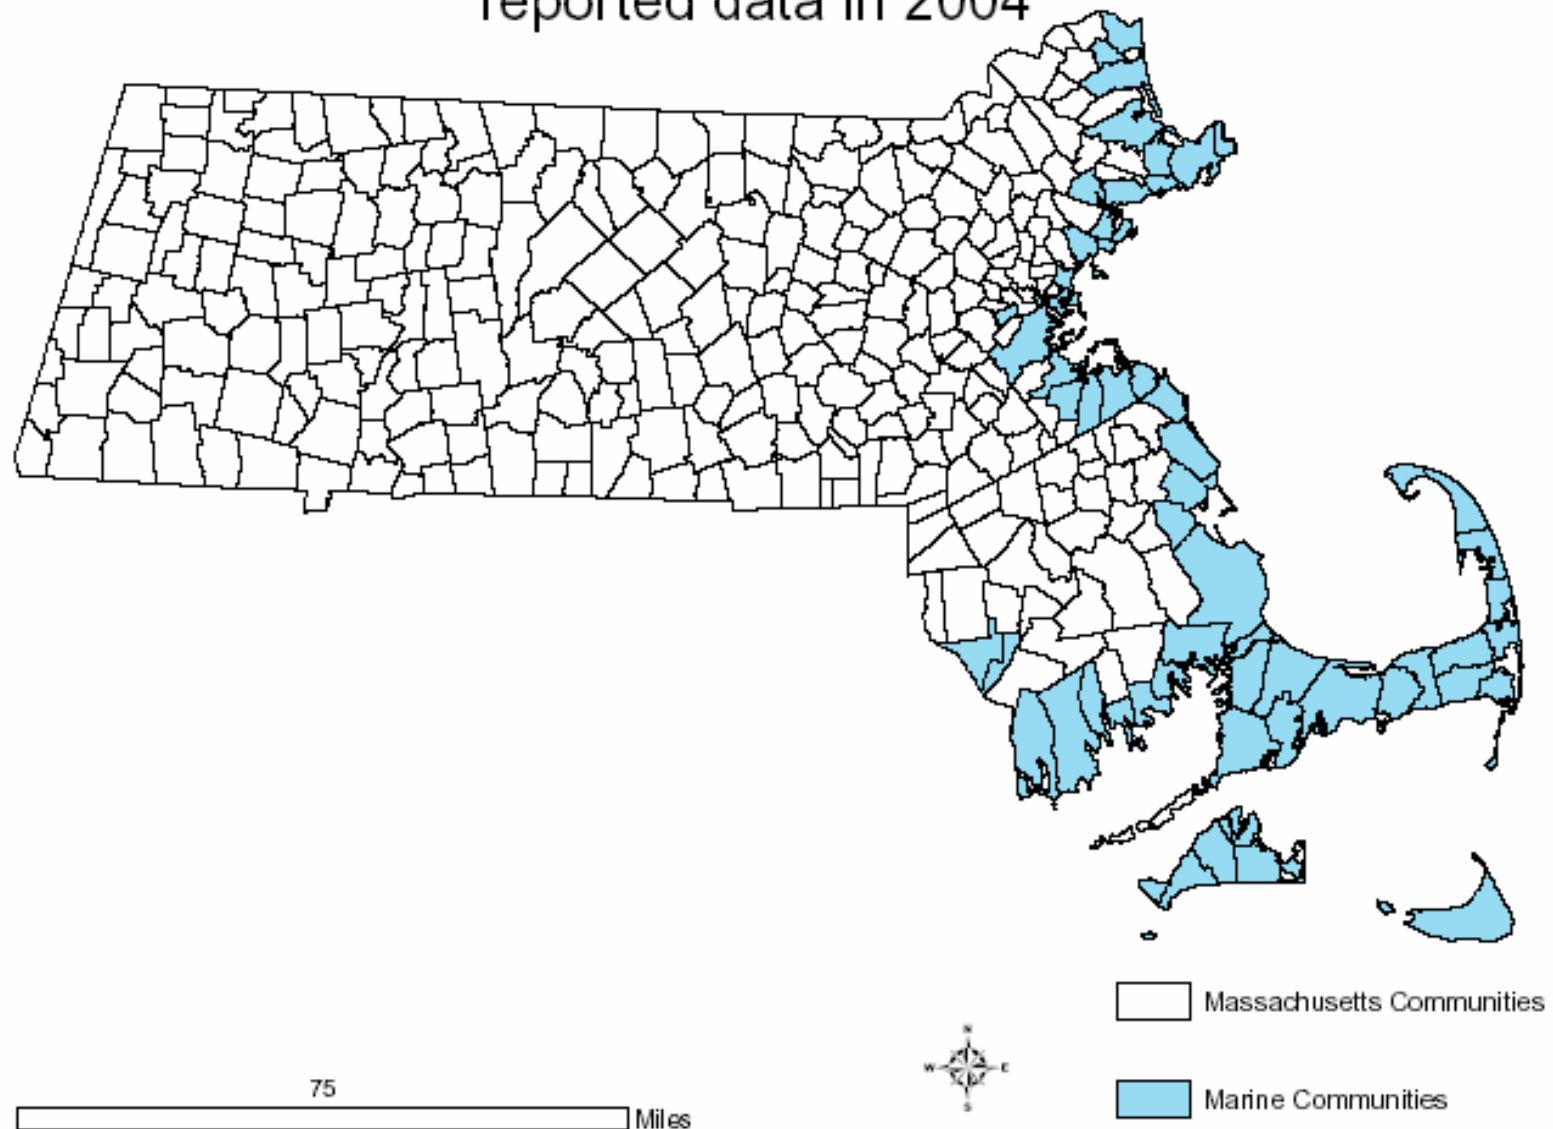 reported data in 2004
N
W E
S
Massachusetts Communities
75
Marine Communities
Miles